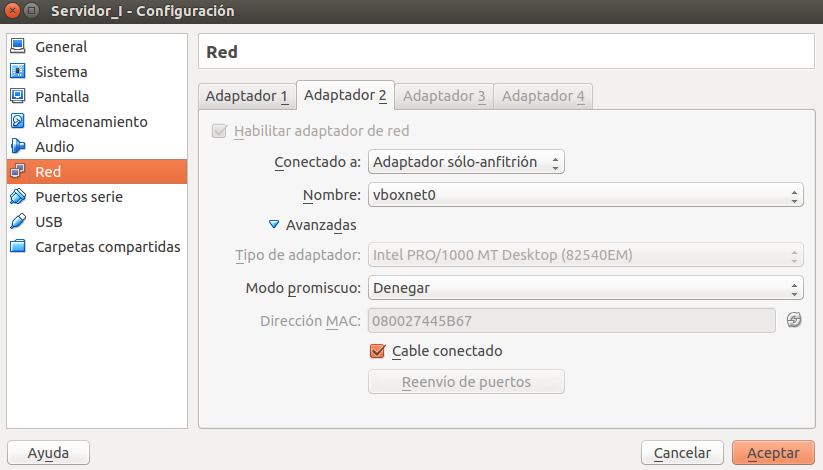 Servidor_I - Configuración
General
Sistema
Pantalla
Almacenamiento
Audio
Red
Puertos serie
USB
Carpetas compartidas
Red
Adaptador 1 Adaptador 2 Adaptador 3 Adaptador 4
Habilitar adaptador de red
Conectado a: Adaptador sólo-anfitrión
Nombre: vboxnet0
Avanzadas
Tipo de adaptador: Intel PRO/1000 MT Desktop (82540EM)
Modo promiscuo: Denegar
Dirección MAC: 080027445B67
Cable conectado
Reenvío de puertos
Ayuda Cancelar Aceptar